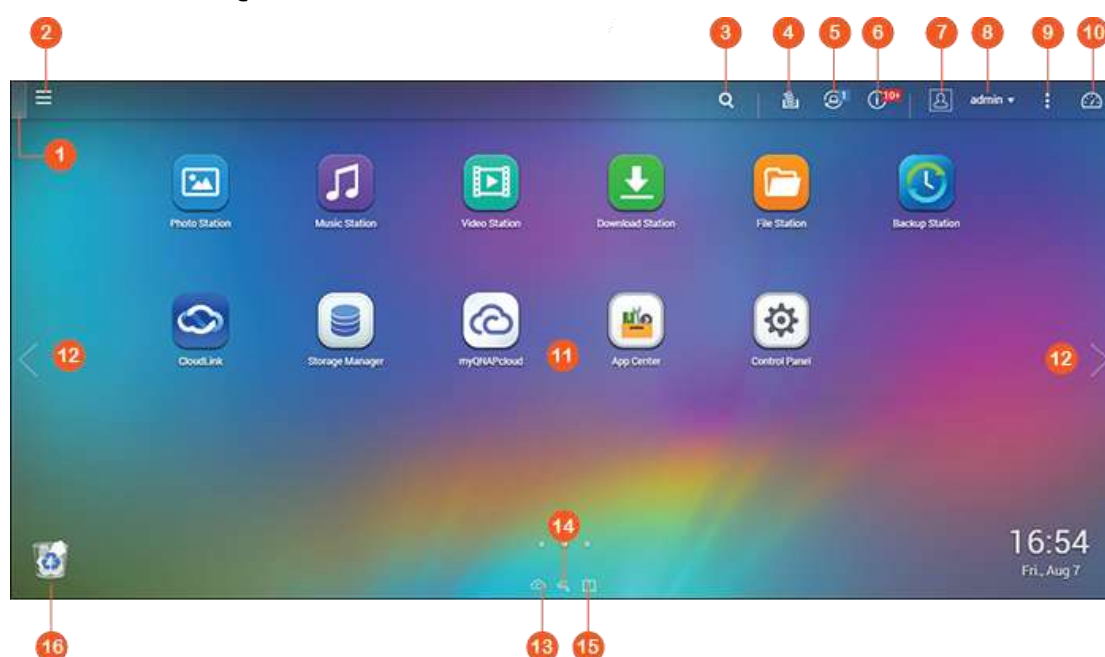 2 3 4 5 6 7 8 9 10
1 10+ admin
1
Photo Station Music Station Video Station Download Station File Station Backup Station
12 11 12
CloudLink Storage Manager myQNAPcloud App Center Control Panel
14
16:54
Fri., Aug 7
16 13 15